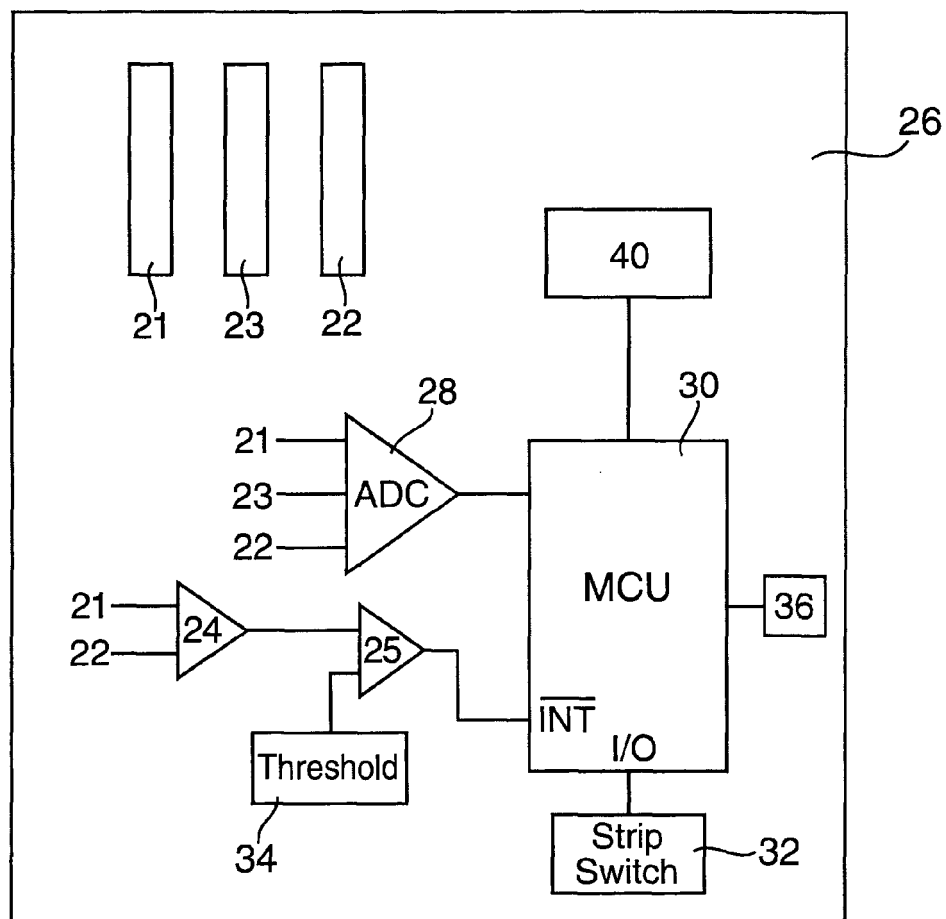 26
21
23
22
40
30
28
21
23
22
ADC
MCU
36
21
22
24
25
INT
I/O
Threshold
34
Strip
Switch
32